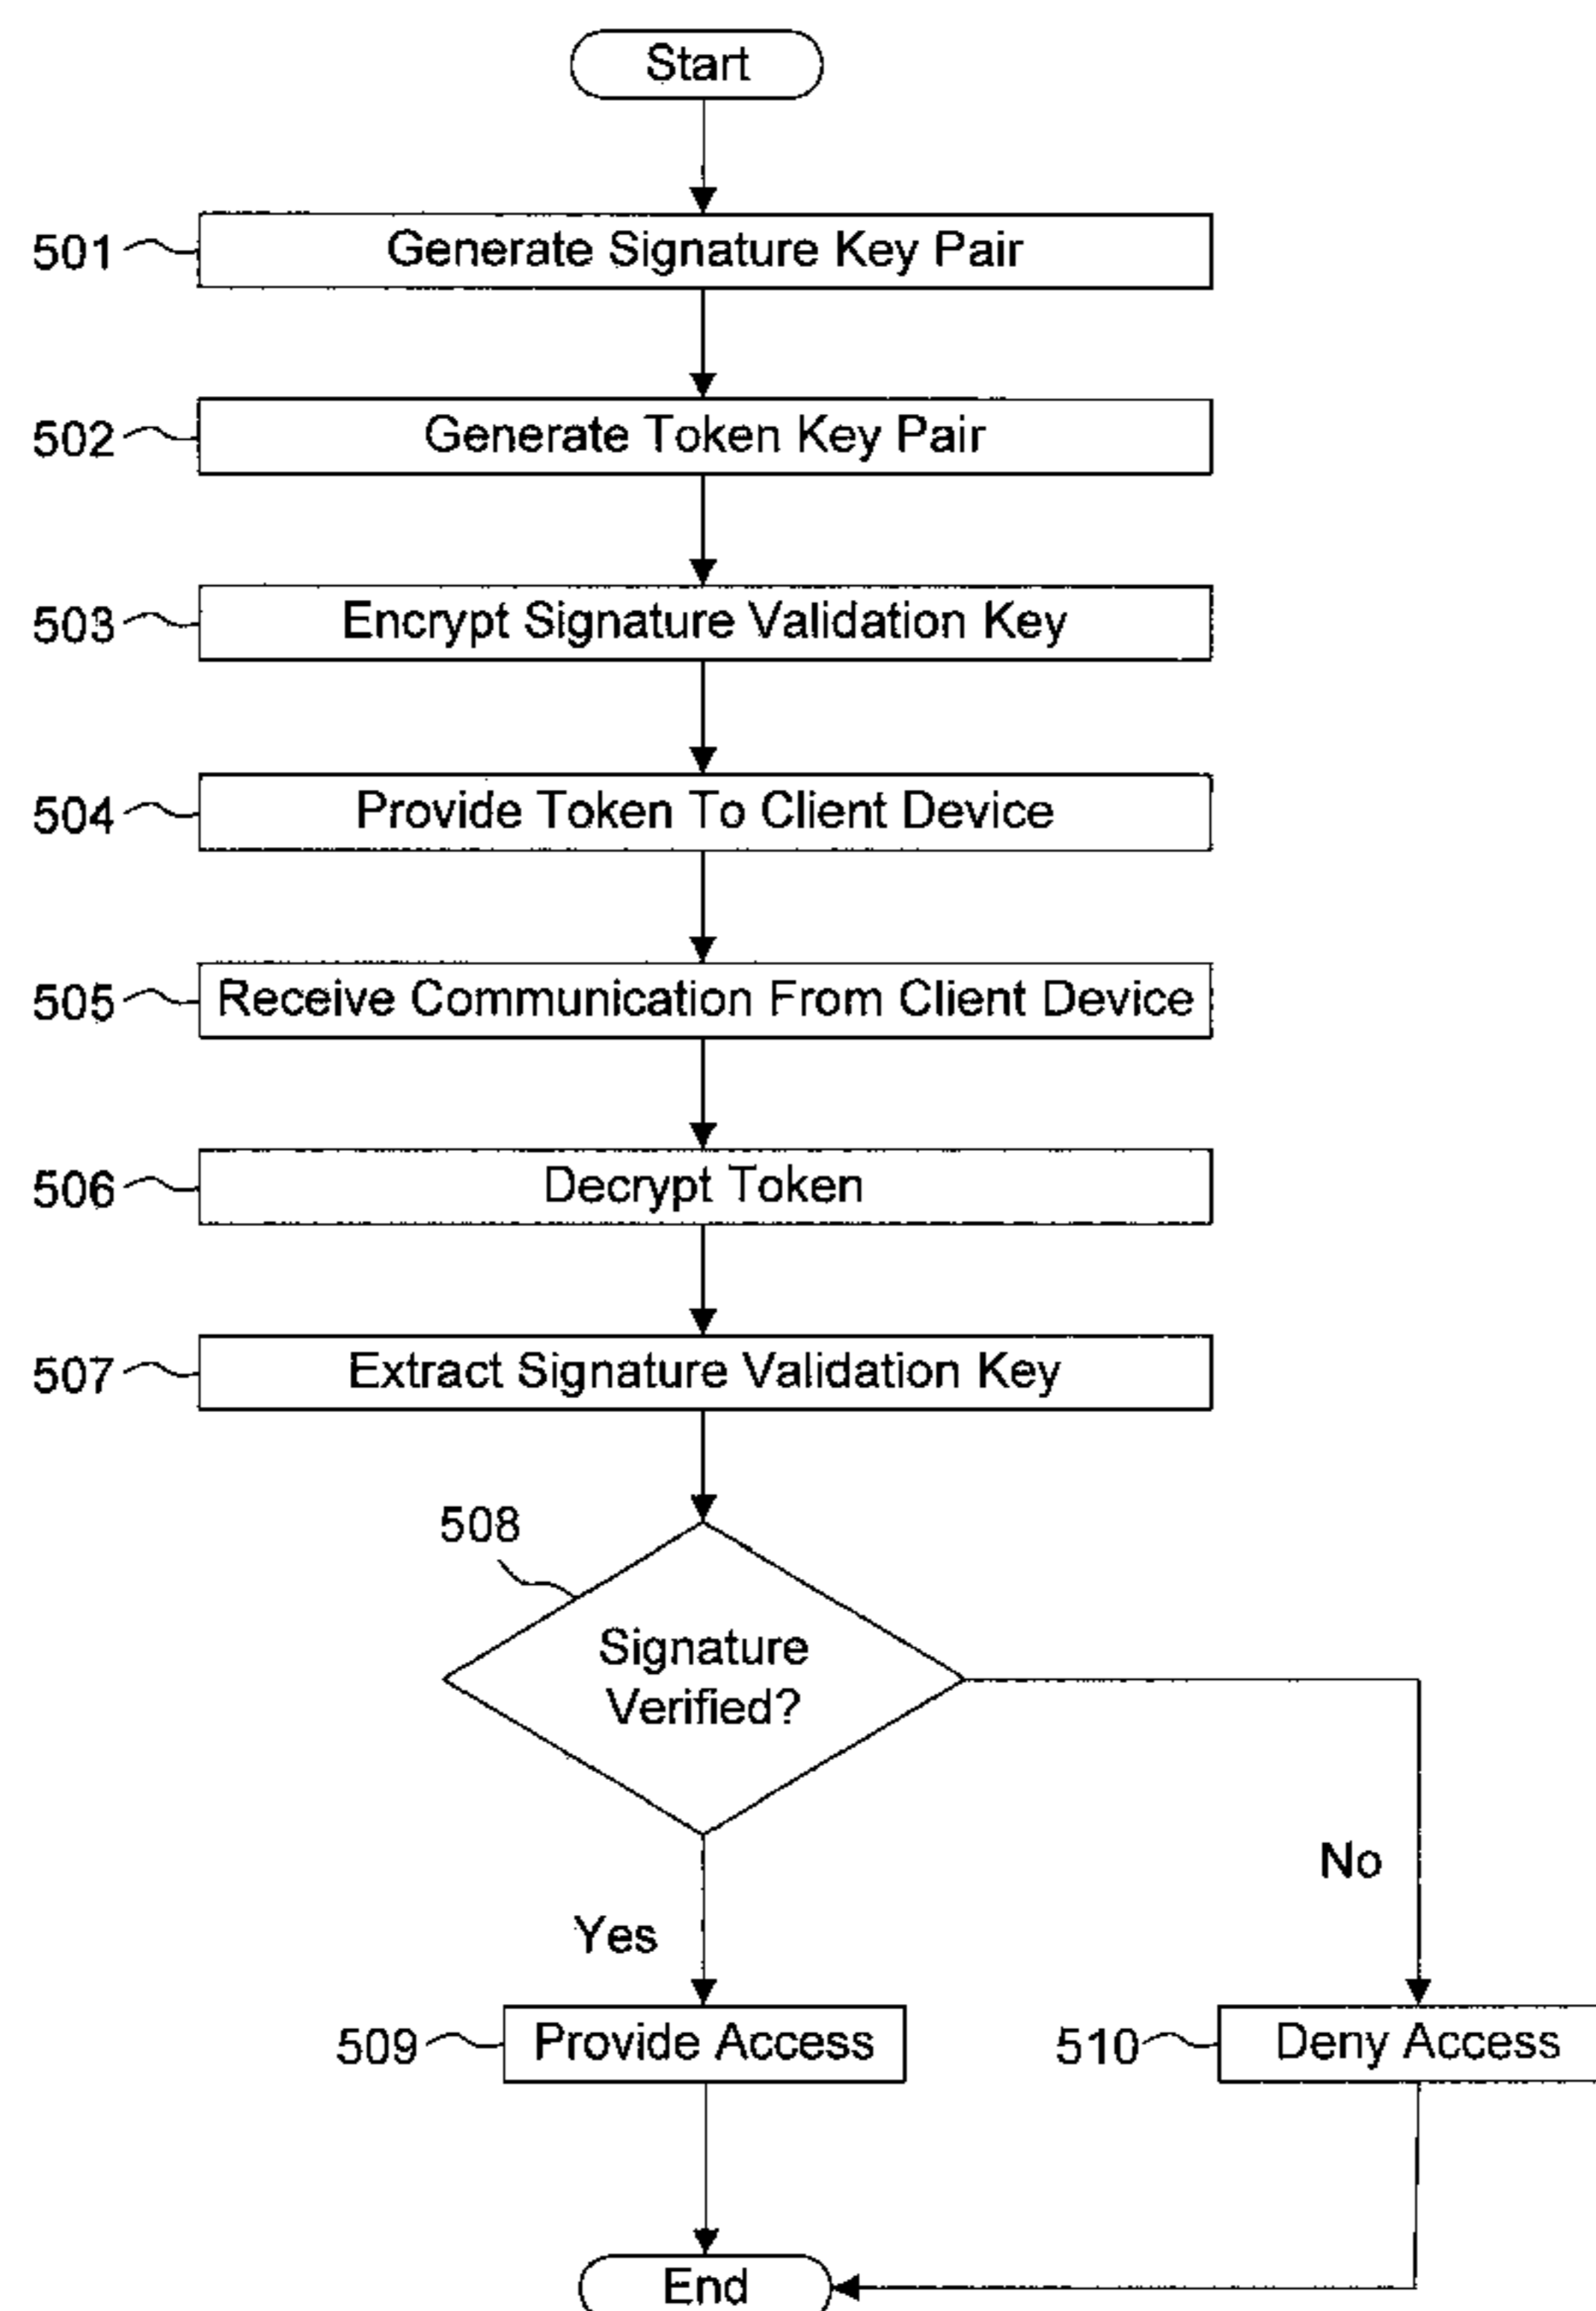 Start
501
Generate Signature Key Pair
502
Generate Token Key Pair
503
Encrypt Signature Validation Key
504
Provide Token To Client Device
505
Receive Communication From Client Device
506
Decrypt Token
507
Extract Signature Validation Key
508
Signature
Verified?
No
Yes
509
Provide Access
510
Deny Access
End